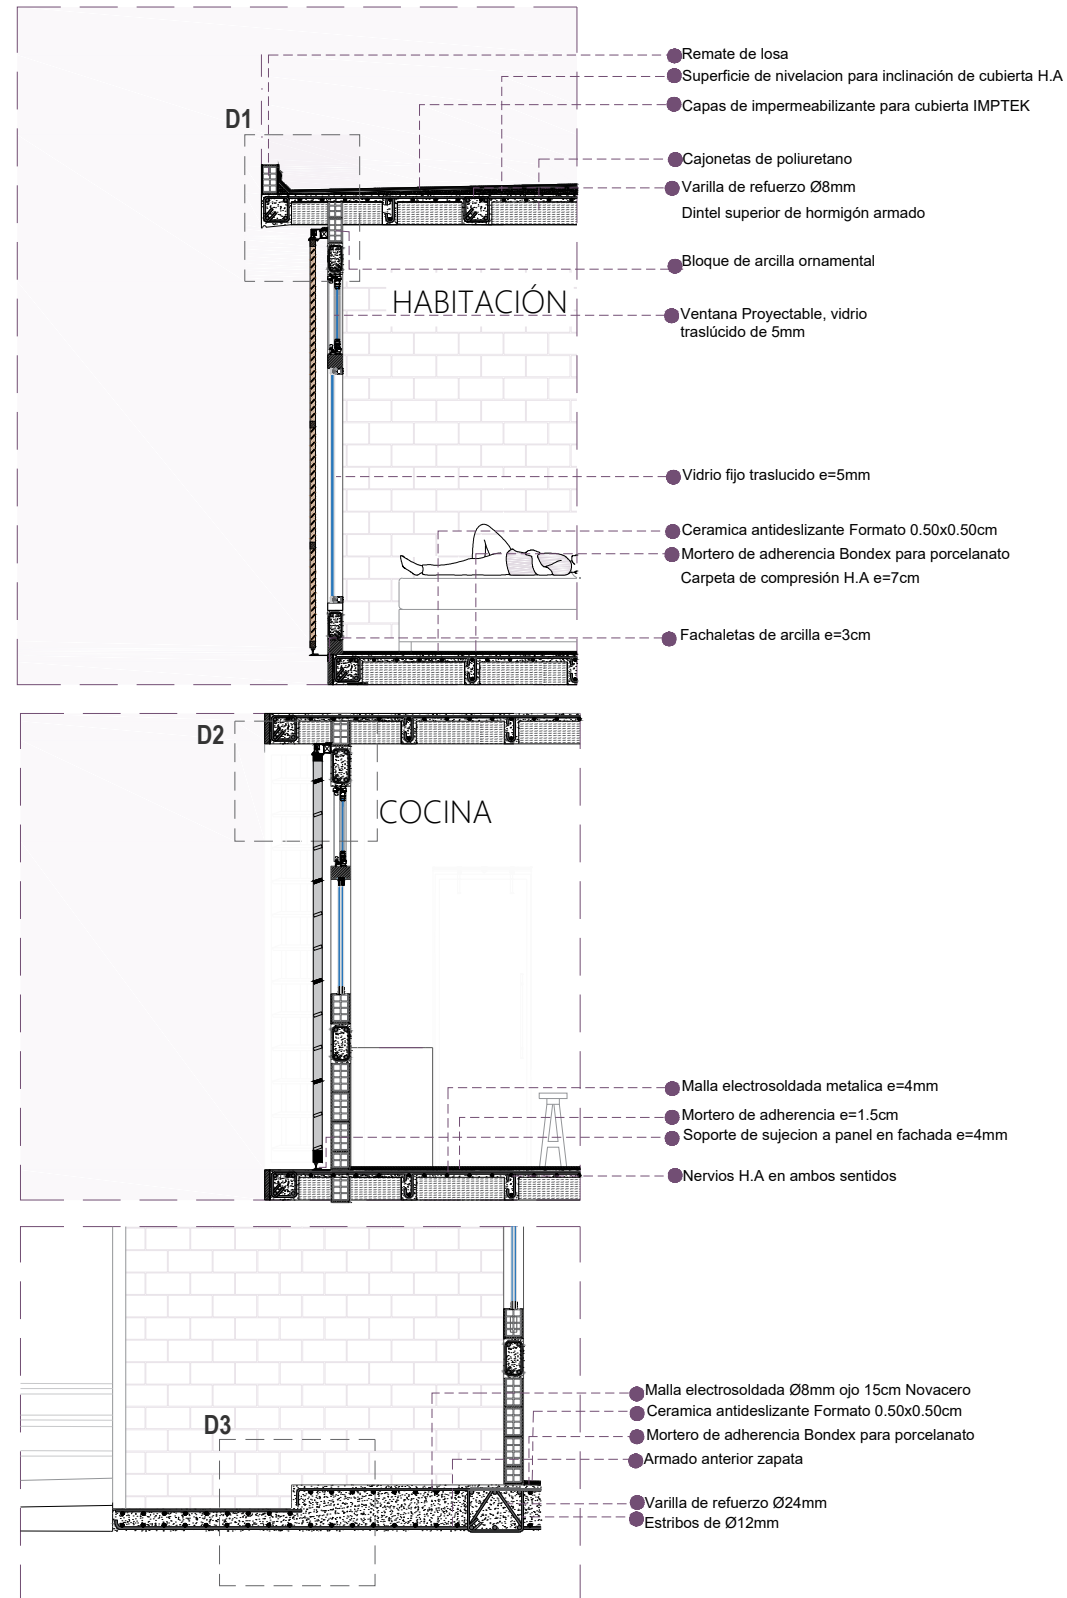 Remate de losa
Superficie de nivelacion para inclinación de cubierta H.A
Capas de impermeabilizante para cubierta IMPTEK
D1
Cajonetas de poliuretano
Varilla de refuerzo Ø8mm
Dintel superior de hormigón armado
Bloque de arcilla ornamental
HABITACIÓN
Ventana Proyectable, vidrio
traslúcido de 5mm
Vidrio fijo traslucido e=5mm
Ceramica antideslizante Formato 0.50x0.50cm
Mortero de adherencia Bondex para porcelanato
Carpeta de compresión H.A e=7cm
Fachaletas de arcilla e=3cm
D2
COCINA
Malla electrosoldada metalica e=4mm
Mortero de adherencia e=1.5cm
Soporte de sujecion a panel en fachada e=4mm
Nervios H.A en ambos sentidos
Malla electrosoldada Ø8mm ojo 15cm Novacero
Ceramica antideslizante Formato 0.50x0.50cm
D3
Mortero de adherencia Bondex para porcelanato
Armado anterior zapata
Varilla de refuerzo Ø24mm
Estribos de Ø12mm